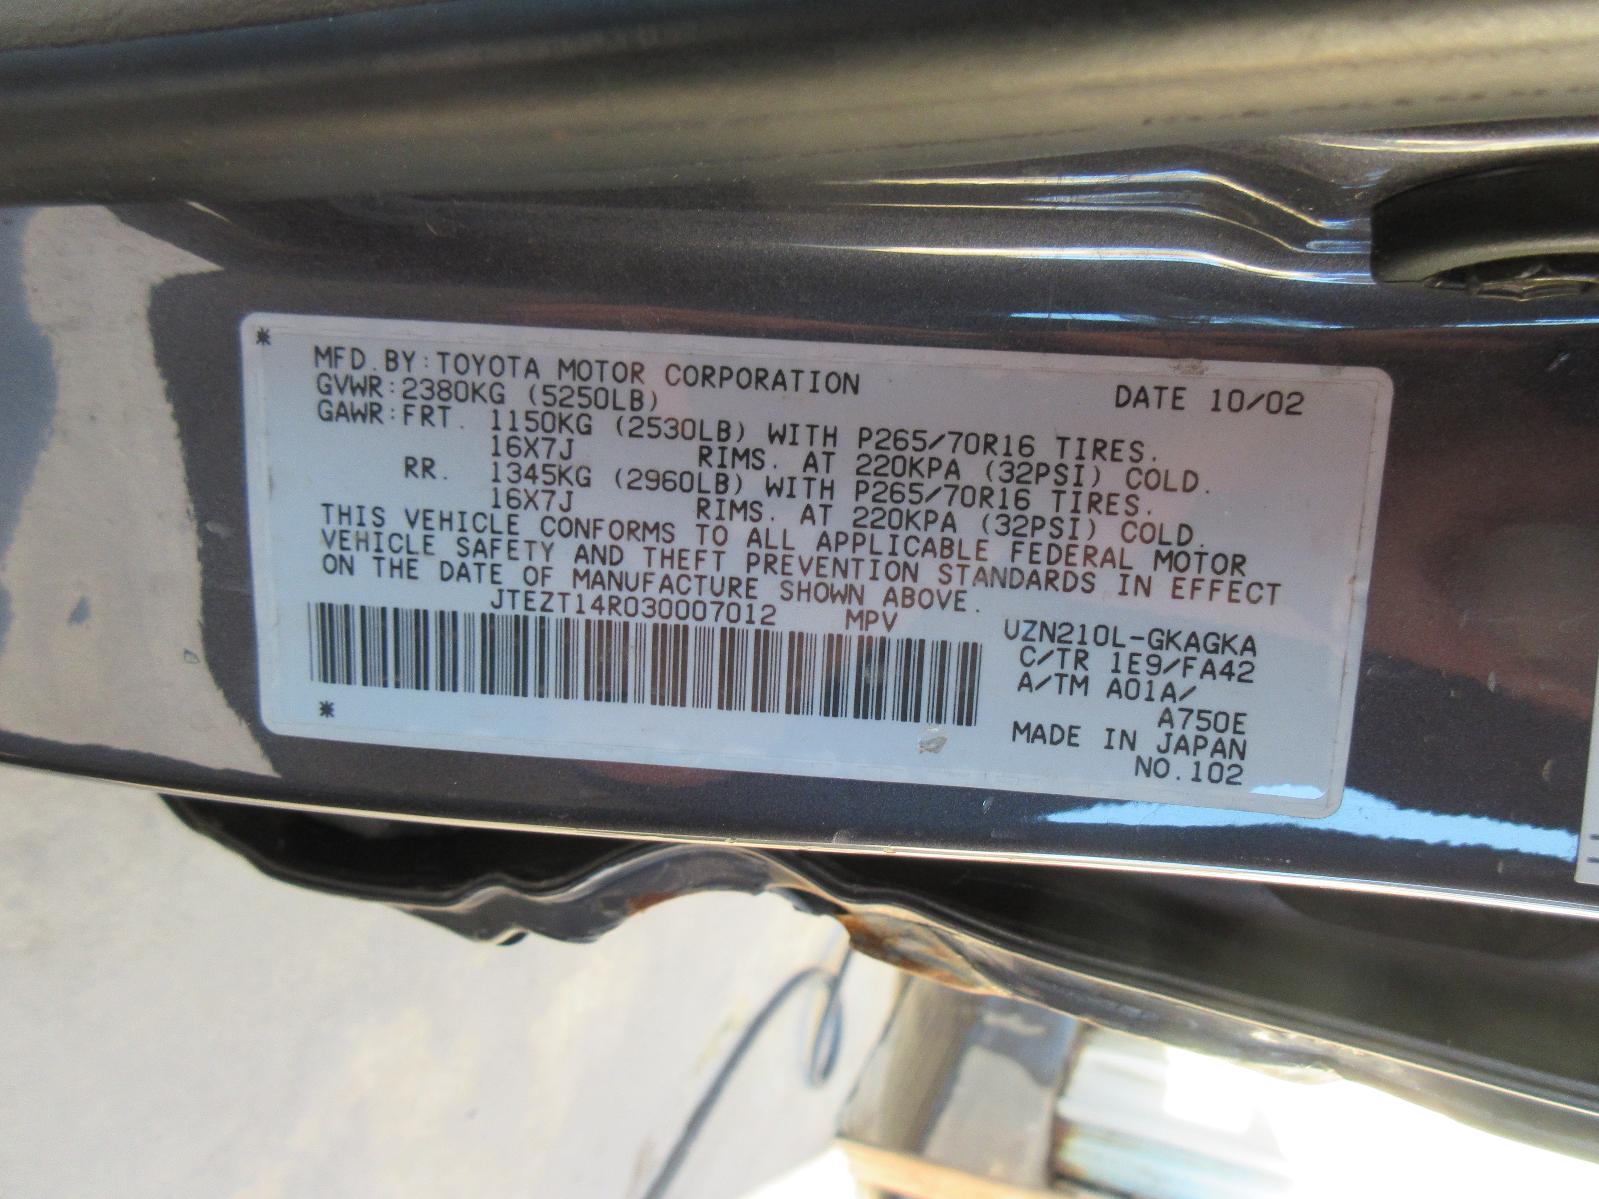 MFD.BY:TOYOTA MOTOR CORPORATION DATE 10/02
GVWR:2380KG (5250LB)
GAWR:FRT. 1150KG (2530LB) WITH P265/70R16 TIRES.
16X7J RIMS. AT 220KPA (32PSI) COLD.
RR. 1345KG (2960LB) WITH P265/70R16 TIRES.
16X7J RIMS. AT 220KPA (32PSI) COLD.
THIS VEHICLE CONFORMS TO ALL APPLICABLE FEDERAL MOTOR
VEHICLE SAFETY AND THEFT PREVENTION STANDARDS IN EFFECT
ON THE DATE OF MANUFACTURE SHOWN ABOVE.
JTEZT14R030007012 MPV
UZN210L-GKAGKA
C/TR 1E9/FA42
A/TM A01A/
A750E
MADE IN JAPAN
NO.102